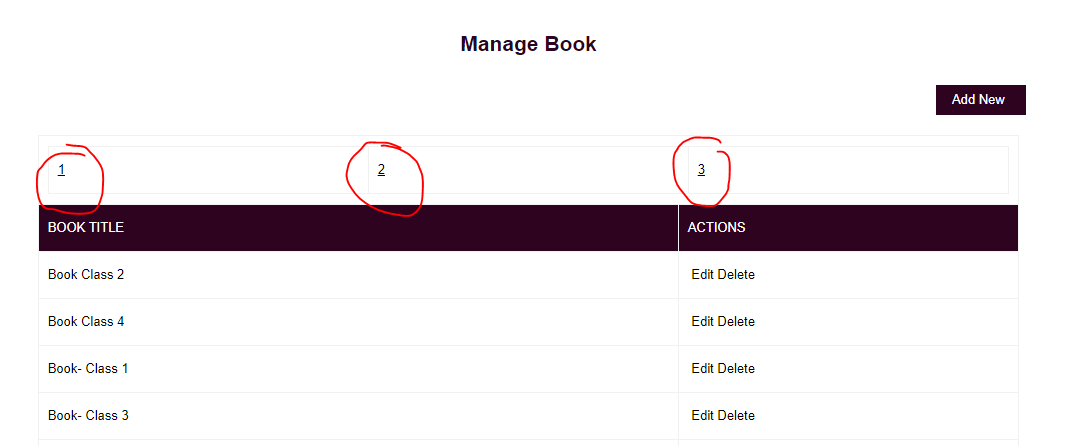 Manage Book
Add New
1 2 3
BOOK TITLE ACTIONS
Book Class 2 Edit Delete
Book Class 4 Edit Delete
Book- Class 1 Edit Delete
Book- Class 3 Edit Delete